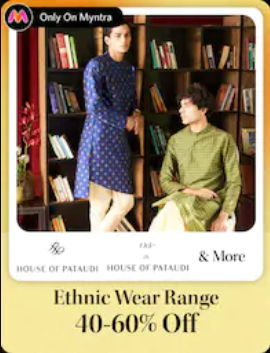 Only On Myntra
HOUSE OF PATAUDI
HOUSE OF PATAUDI
& More
Ethnic Wear Range
40-60% Off